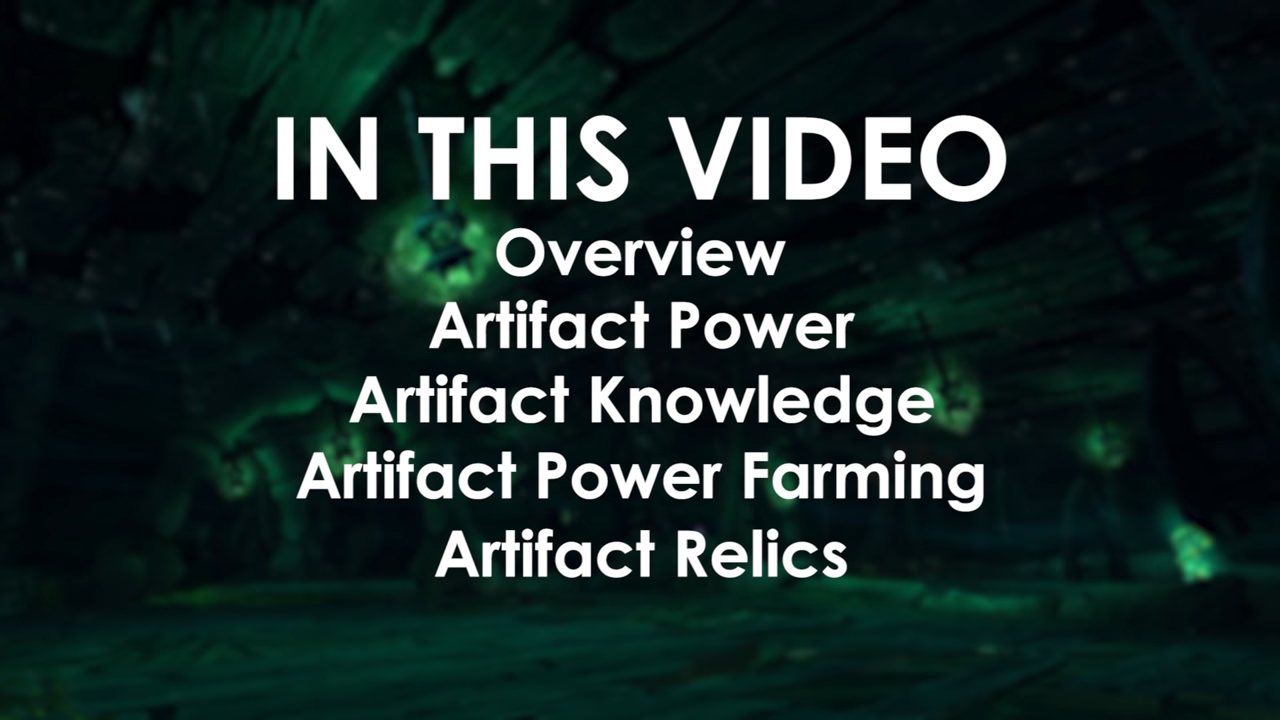 IN THIS VIDEO
Overview
Artifact Power
Artifact Knowledge
Artifact Power Farming
Artifact Relics